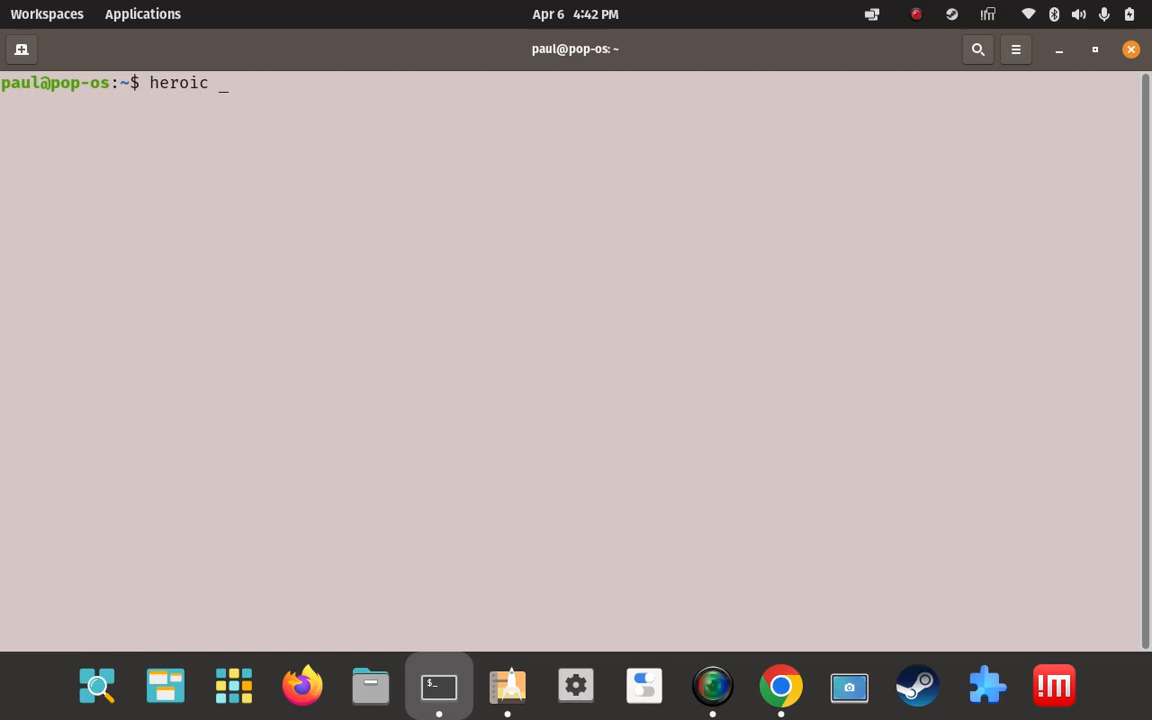 Workspaces Applications Apr 6 4:42 PM !m
paul@pop-os: ~
paul@pop-os:~$ heroic _
$_ !M